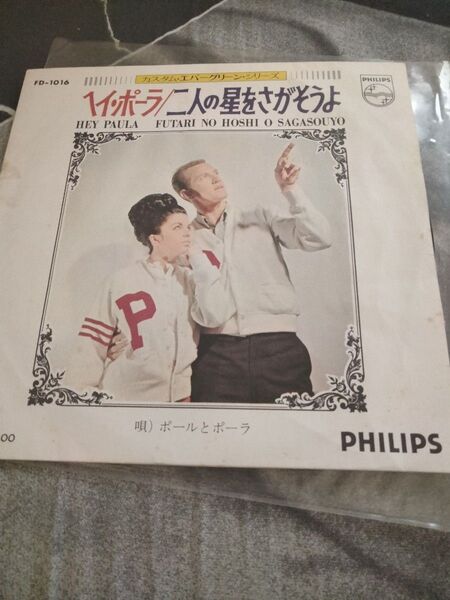 カスタム・エバーグリーン・シリーズ
FD-1016
PHILIPS
ヘイ・ポーラ/二人の星をさがそうよ
HEY PAULA FUTARI NO HOSHI O SAGASOUYO
P
唄)ポールとポーラ
00
PHILIPS